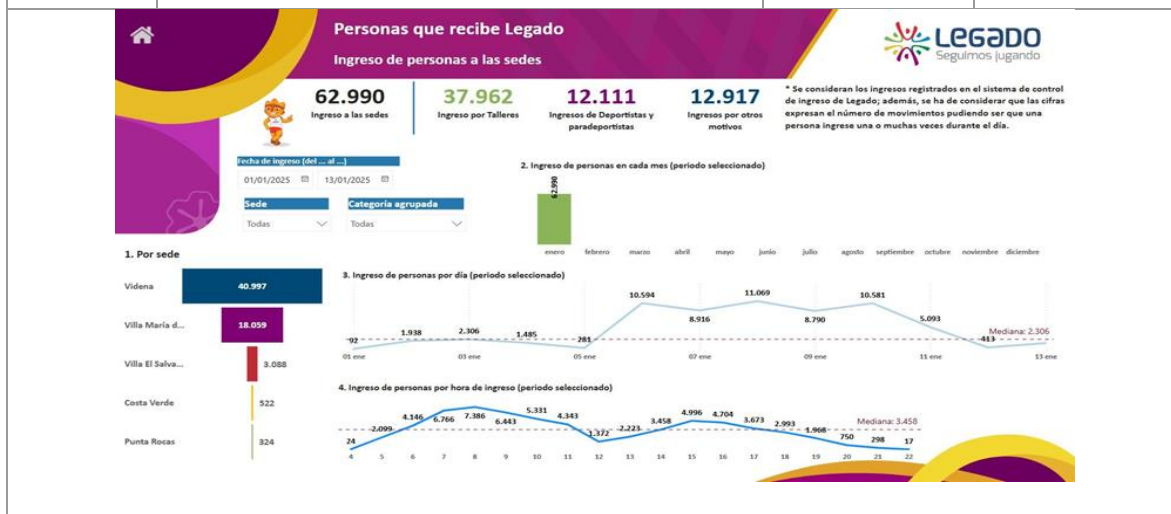 Personas que recibe Legado
Ingreso de personas a las sedes
LEGADO
Seguimos jugando
62.990
Ingreso a las sedes
37.962
Ingreso por Talleres
12.111
Ingresos de Deportistas y
paradeportistas
12.917
Ingresos por otros
motivos
* Se consideran los ingresos registrados en el sistema de control
de ingreso de Legado; además, se ha de considerar que las cifras
expresan el número de movimientos pudiendo ser que una
persona ingrese una o muchas veces durante el día.
Fecha de ingreso (del ... al ...)
01/01/2025 13/01/2025
Sede Categoría agrupada
Todas Todas
2. Ingreso de personas en cada mes (periodo seleccionado)
62.990
enero febrero marzo abril mayo junio julio agosto septiembre octubre noviembre diciembre
1. Por sede
Videna 40.997
Villa María d... 18.059
Villa El Salva... 3.088
Costa Verde 522
Punta Rocas 324
3. Ingreso de personas por día (periodo seleccionado)
92 1.938 2.306 1.485 281 10.594 8.916 11.069 8.790 10.581 5.093 413
Mediana: 2.306
01 ene 03 ene 05 ene 07 ene 09 ene 11 ene 13 ene
4. Ingreso de personas por hora de ingreso (periodo seleccionado)
24 2.099 4.146 6.766 7.386 6.443 5.331 4.343 1.372 2.223 3.458 4.996 4.704 3.673 2.993 1.968 750 298 17
Mediana: 3.458
4 5 6 7 8 9 10 11 12 13 14 15 16 17 18 19 20 21 22